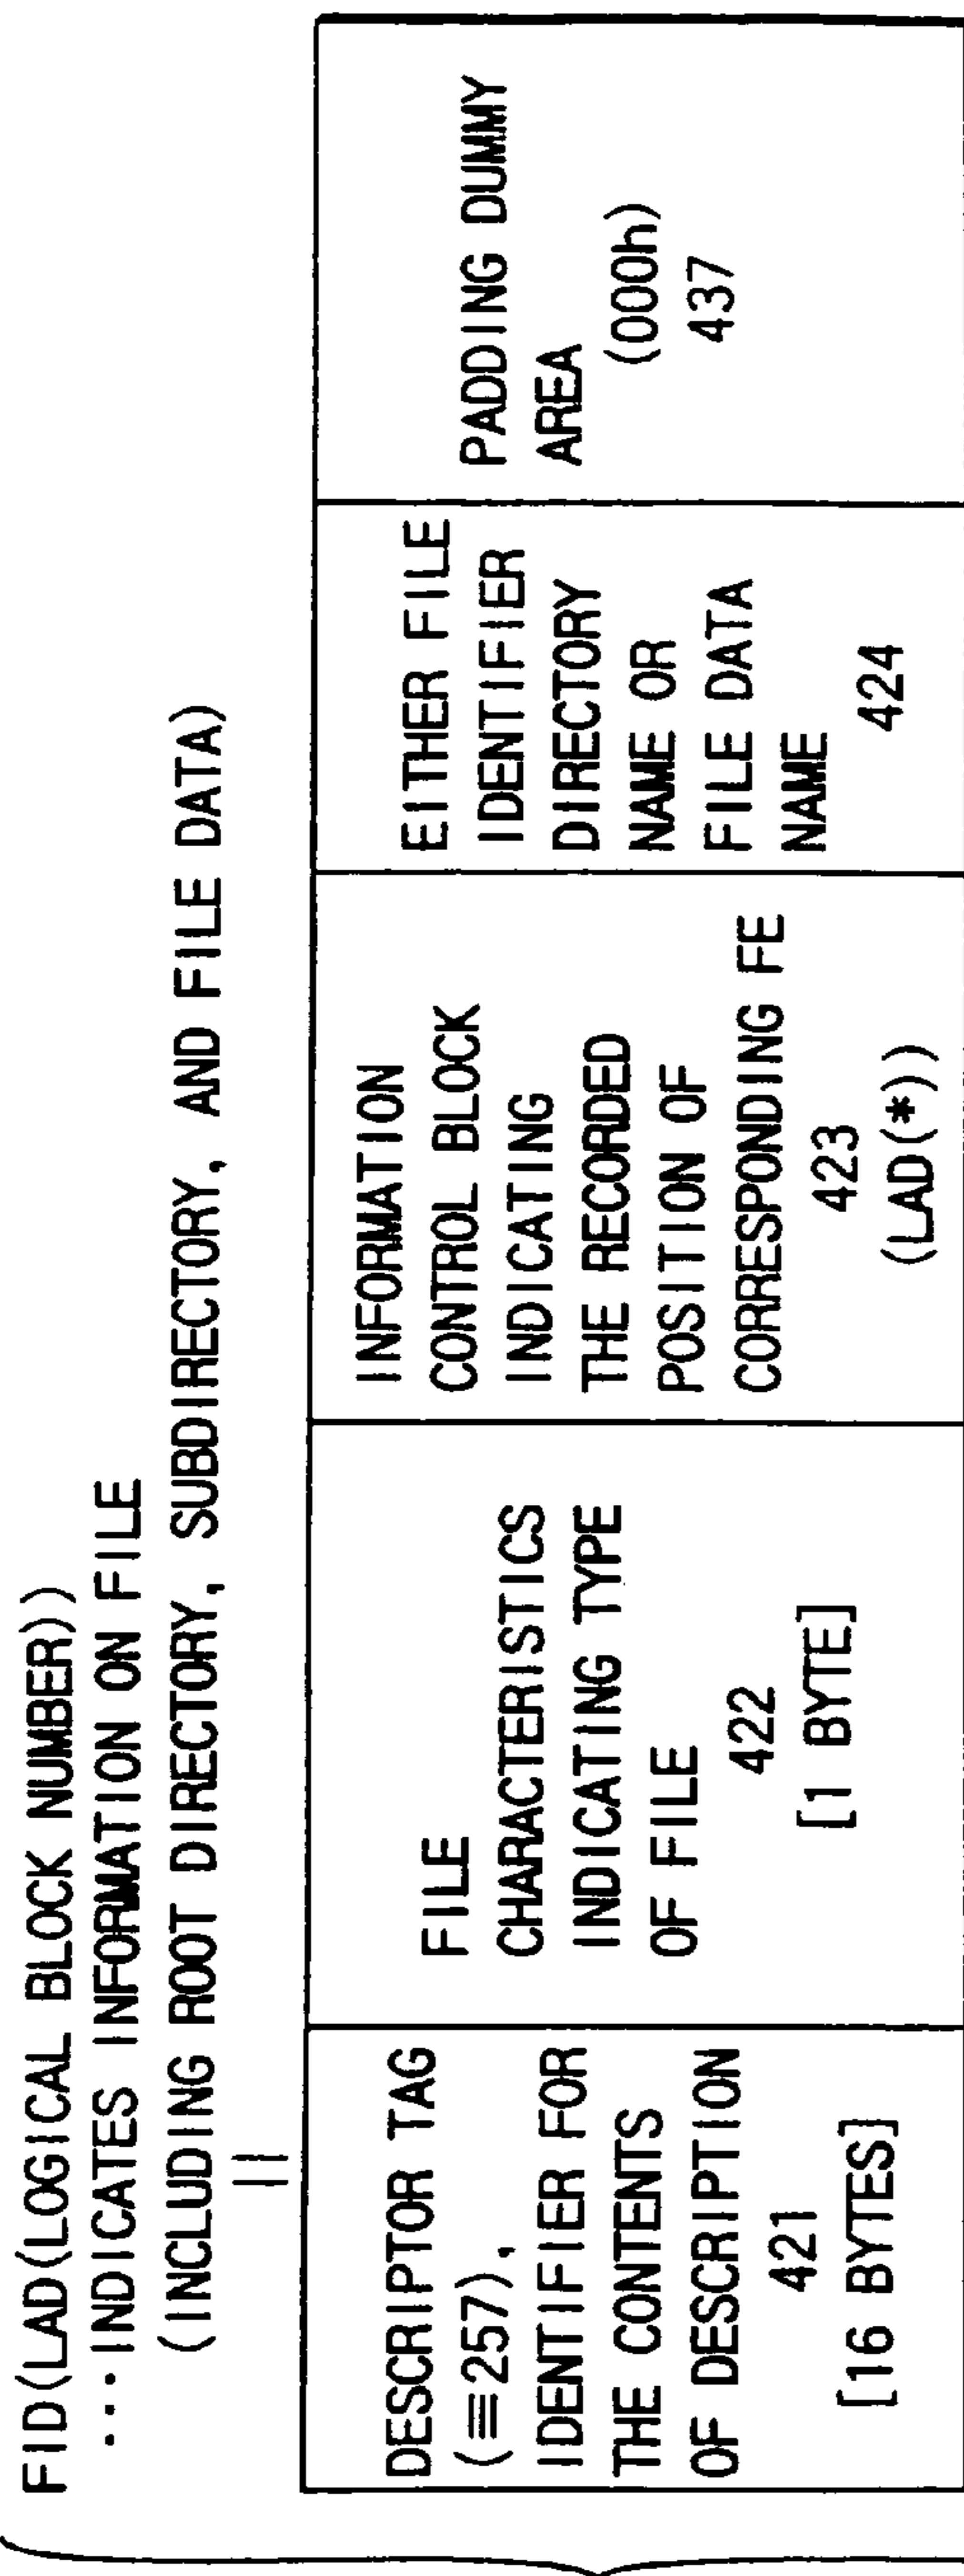 FID(LAD(LOGICAL BLOCK NUMBER))
···INDICATES INFORMATION ON FILE
(INCLUDING ROOT DIRECTORY, SUBDIRECTORY, AND FILE DATA)
||
DESCRIPTOR TAG
(≡257),
IDENTIFIER FOR
THE CONTENTS
OF DESCRIPTION
421
[16 BYTES]
FILE
CHARACTERISTICS
INDICATING TYPE
OF FILE
422
[1 BYTE]
INFORMATION
CONTROL BLOCK
INDICATING
THE RECORDED
POSITION OF
CORRESPONDING FE
423
(LAD(*))
EITHER FILE
IDENTIFIER
DIRECTORY
NAME OR
FILE DATA
NAME
424
PADDING DUMMY
AREA
(000h)
437